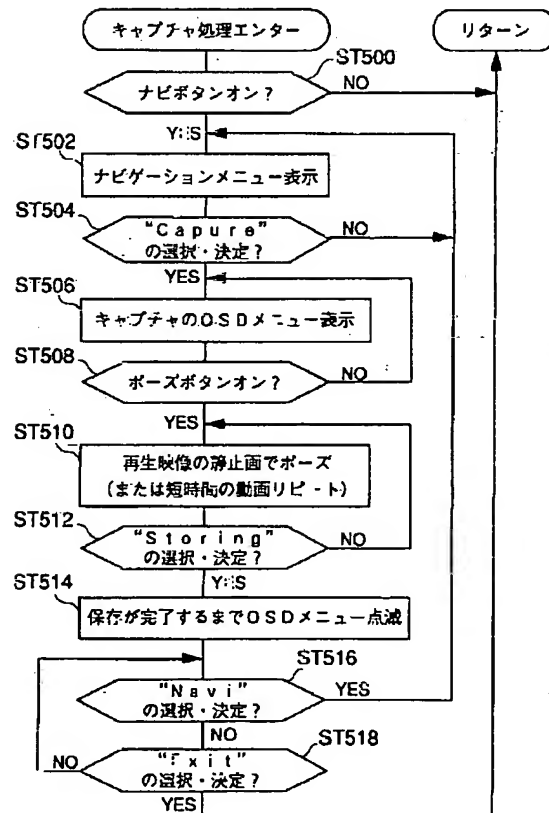 キャプチャ処理エンター
リターン
ST500
ナビボタンオン?
NO
YES
ST502
ナビゲーションメニュー表示
ST504
“Capure”
の選択・決定?
NO
YES
ST506
キャプチャのOSDメニュー表示
ST508
ポーズボタンオン?
NO
YES
ST510
再生映像の静止画でポーズ
(または短時間の動画リピート)
ST512
“Storing”
の選択・決定?
NO
YES
ST514
保存が完了するまでOSDメニュー点滅
ST516
“Navi”
の選択・決定?
YES
NO
ST518
“Exit”
の選択・決定?
NO
YES